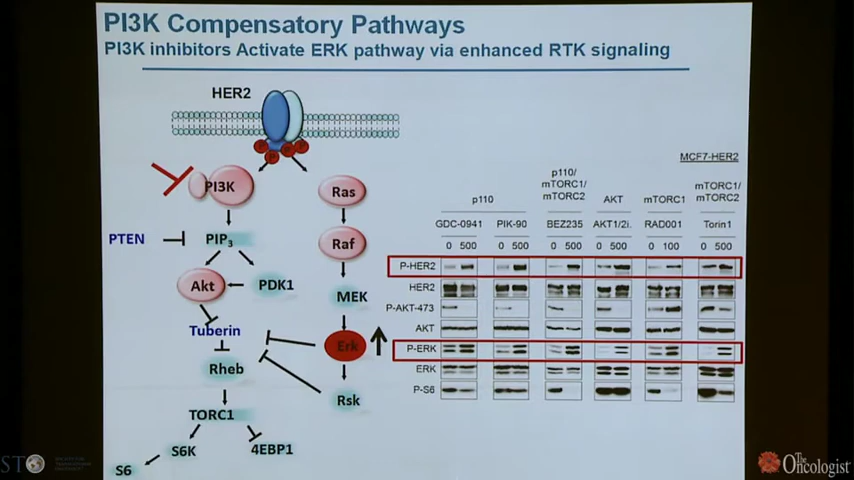 PI3K Compensatory Pathways
PI3K inhibitors Activate ERK pathway via enhanced RTK signaling
HER2
P P P P
PI3K
Ras
PTEN
PIP3
Raf
Akt
PDK1
MEK
Tuberin
Erk
Rheb
Rsk
TORC1
S6K
4EBP1
S6
MCF7-HER2
p110
p110/
mTORC1/
mTORC2
AKT
mTORC1
mTORC1/
mTORC2
GDC-0941 PIK-90 BEZ235 AKT1/2i. RAD001 Torin1
0 500 0 500 0 500 0 500 0 100 0 500
P-HER2
HER2
P-AKT-473
AKT
P-ERK
ERK
P-S6
STO
The
Oncologist